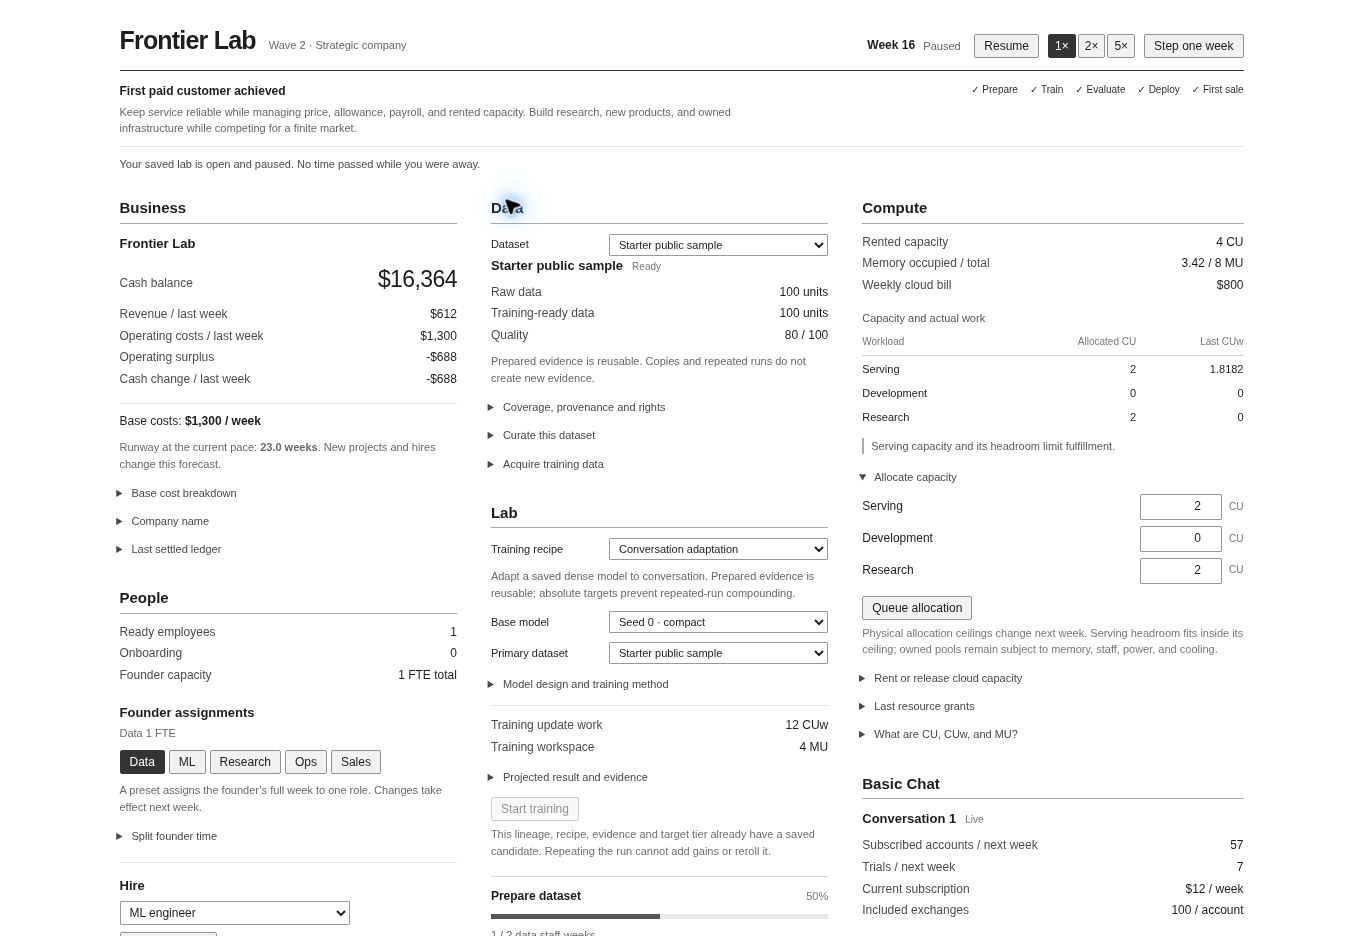 Frontier Lab
Wave 2 · Strategic company
Week 16
Paused
Resume
1×
2×
5×
Step one week
First paid customer achieved
✓ Prepare
✓ Train
✓ Evaluate
✓ Deploy
✓ First sale
Keep service reliable while managing price, allowance, payroll, and rented capacity. Build research, new products, and owned
infrastructure while competing for a finite market.
Your saved lab is open and paused. No time passed while you were away.
Business
Frontier Lab
Cash balance
$16,364
Revenue / last week
$612
Operating costs / last week
$1,300
Operating surplus
-$688
Cash change / last week
-$688
Base costs: $1,300 / week
Runway at the current pace: 23.0 weeks. New projects and hires
change this forecast.
Base cost breakdown
Company name
Last settled ledger
People
Ready employees
1
Onboarding
0
Founder capacity
1 FTE total
Founder assignments
Data 1 FTE
Data
ML
Research
Ops
Sales
A preset assigns the founder’s full week to one role. Changes take
effect next week.
Split founder time
Hire
ML engineer
Data
Dataset
Starter public sample
Starter public sample
Ready
Raw data
100 units
Training-ready data
100 units
Quality
80 / 100
Prepared evidence is reusable. Copies and repeated runs do not
create new evidence.
Coverage, provenance and rights
Curate this dataset
Acquire training data
Lab
Training recipe
Conversation adaptation
Adapt a saved dense model to conversation. Prepared evidence is
reusable; absolute targets prevent repeated-run compounding.
Base model
Seed 0 · compact
Primary dataset
Starter public sample
Model design and training method
Training update work
12 CUw
Training workspace
4 MU
Projected result and evidence
Start training
This lineage, recipe, evidence and target tier already have a saved
candidate. Repeating the run cannot add gains or reroll it.
Prepare dataset
50%
1 / 2 data staff-weeks
Compute
Rented capacity
4 CU
Memory occupied / total
3.42 / 8 MU
Weekly cloud bill
$800
Capacity and actual work
Workload
Allocated CU
Last CUw
Serving
2
1.8182
Development
0
0
Research
2
0
Serving capacity and its headroom limit fulfillment.
Allocate capacity
Serving
2
CU
Development
0
CU
Research
2
CU
Queue allocation
Physical allocation ceilings change next week. Serving headroom fits inside its
ceiling; owned pools remain subject to memory, staff, power, and cooling.
Rent or release cloud capacity
Last resource grants
What are CU, CUw, and MU?
Basic Chat
Conversation 1
Live
Subscribed accounts / next week
57
Trials / next week
7
Current subscription
$12 / week
Included exchanges
100 / account